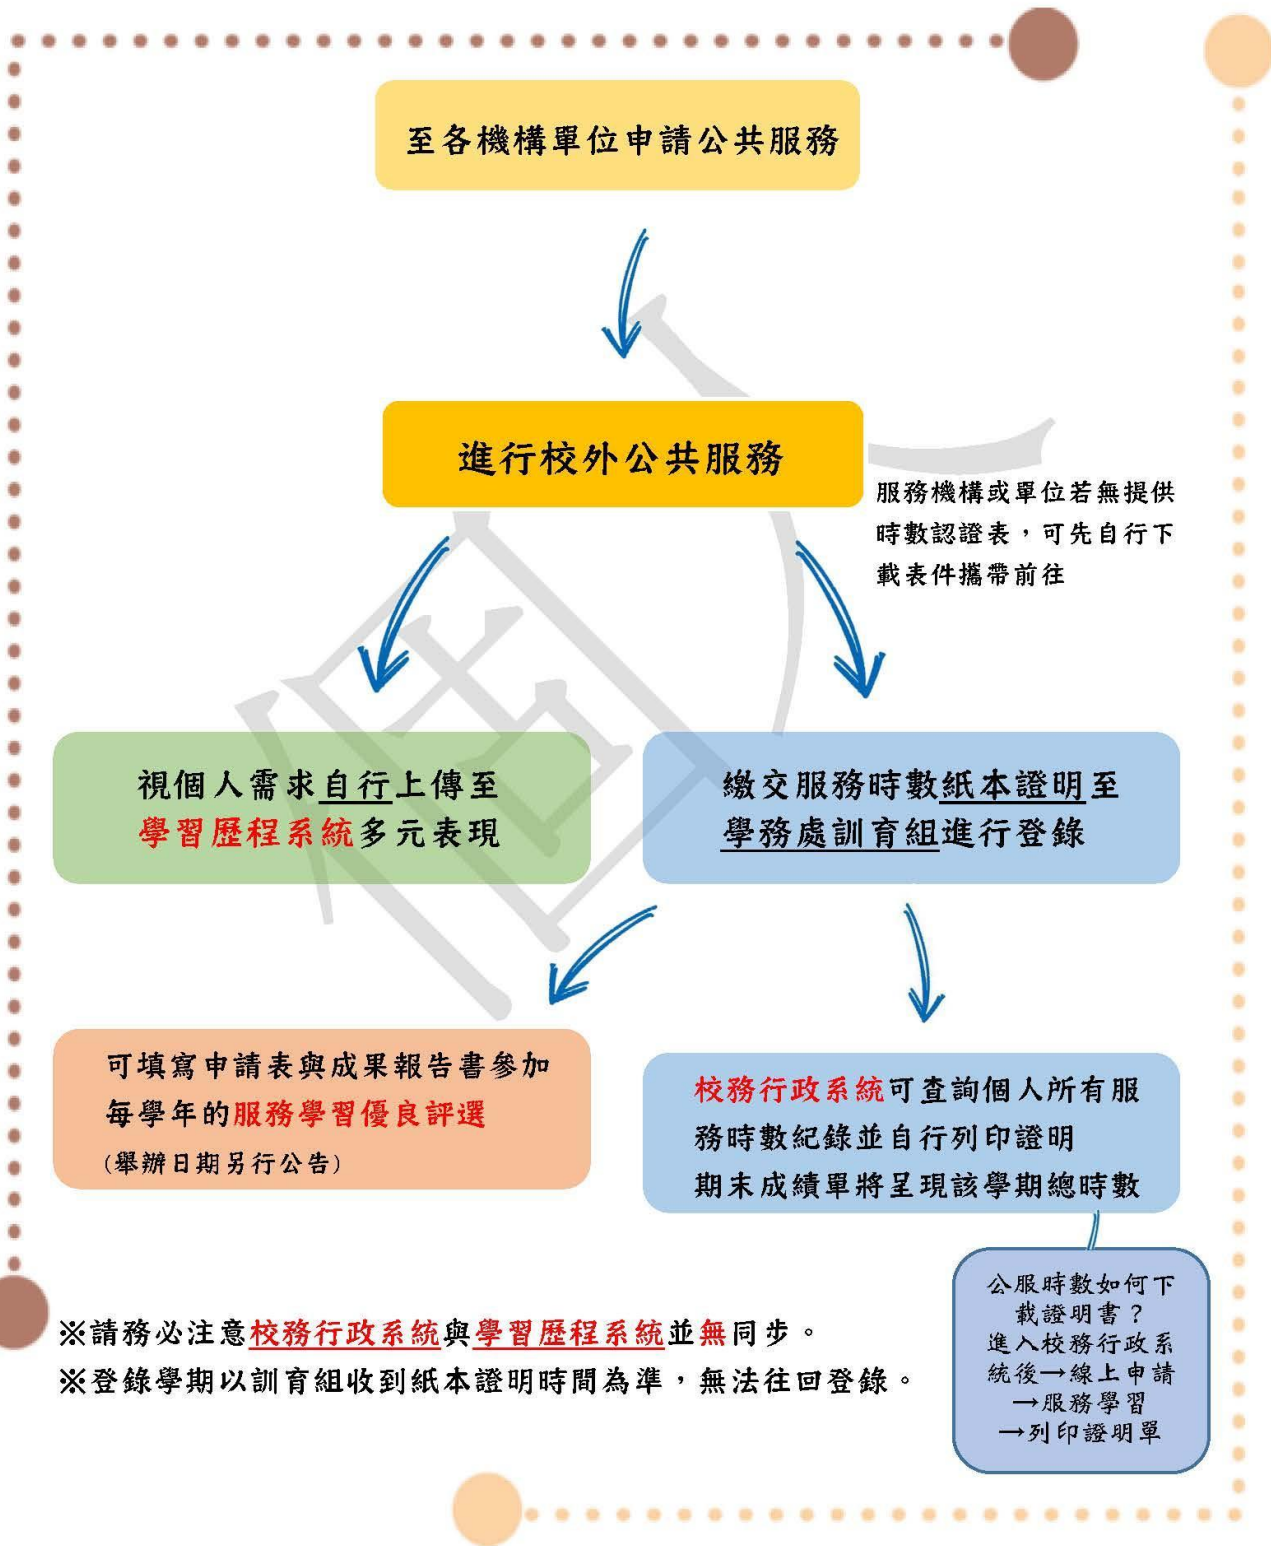 至各機構單位申請公共服務
進行校外公共服務
服務機構或單位若無提供
時數認證表，可先自行下
載表件攜帶前往
視個人需求自行上傳至
學習歷程系統多元表現
繳交服務時數紙本證明至
學務處訓育組進行登錄
可填寫申請表與成果報告書參加
每學年的服務學習優良評選
(舉辦日期另行公告)
校務行政系統可查詢個人所有服
務時數紀錄並自行列印證明
期末成績單將呈現該學期總時數
公服時數如何下
載證明書？
進入校務行政系
統後→線上申請
→服務學習
→列印證明單
※請務必注意校務行政系統與學習歷程系統並無同步。
※登錄學期以訓育組收到紙本證明時間為準，無法往回登錄。
個人